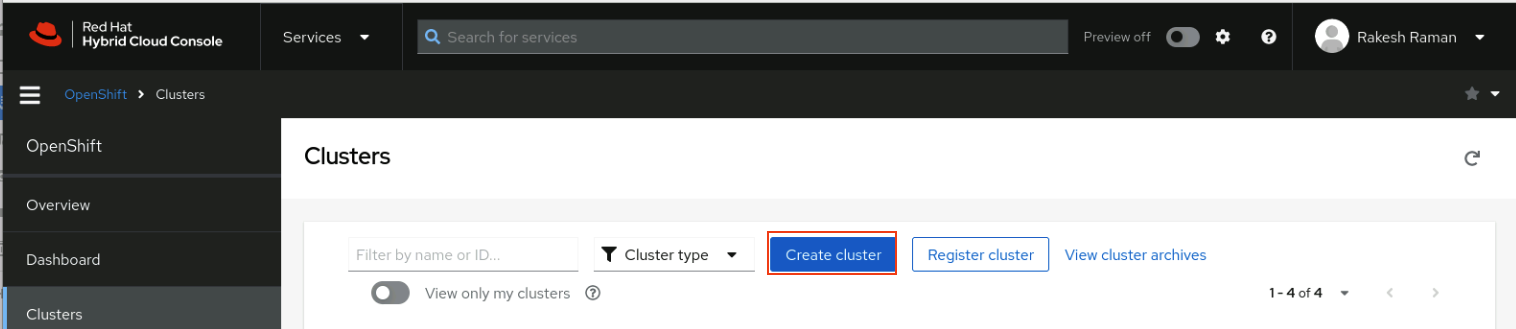 Red Hat
Hybrid Cloud Console
Services
Search for services
Preview off
Rakesh Raman
OpenShift
Clusters
OpenShift
Clusters
Overview
Filter by name or ID...
Cluster type
Create cluster
Register cluster
View cluster archives
Dashboard
View only my clusters
1 - 4 of 4
Clusters